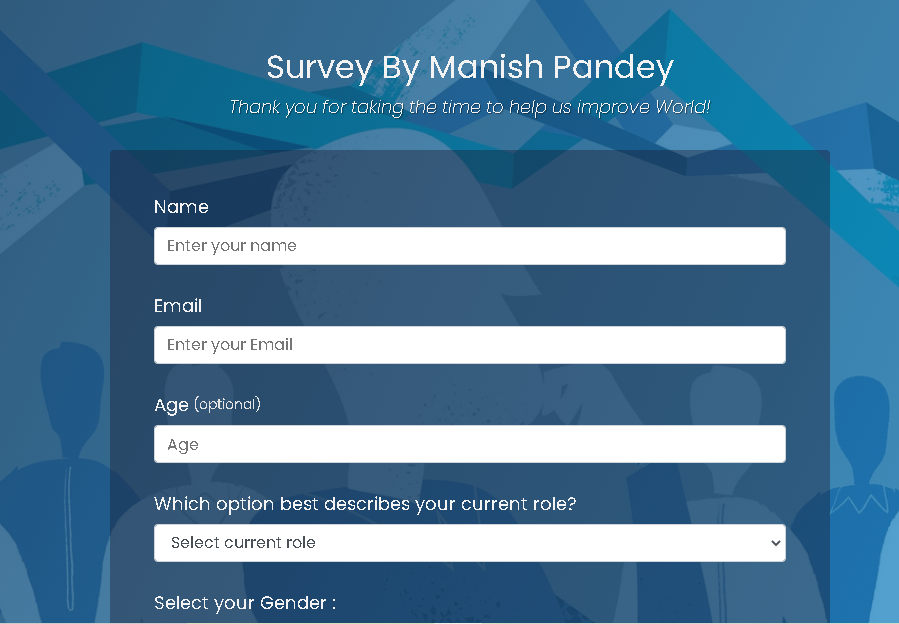 Survey By Manish Pandey
Thank you for taking the time to help us improve World!
Name
Enter your name
Email
Enter your Email
Age (optional)
Age
Which option best describes your current role?
Select current role
Select your Gender :